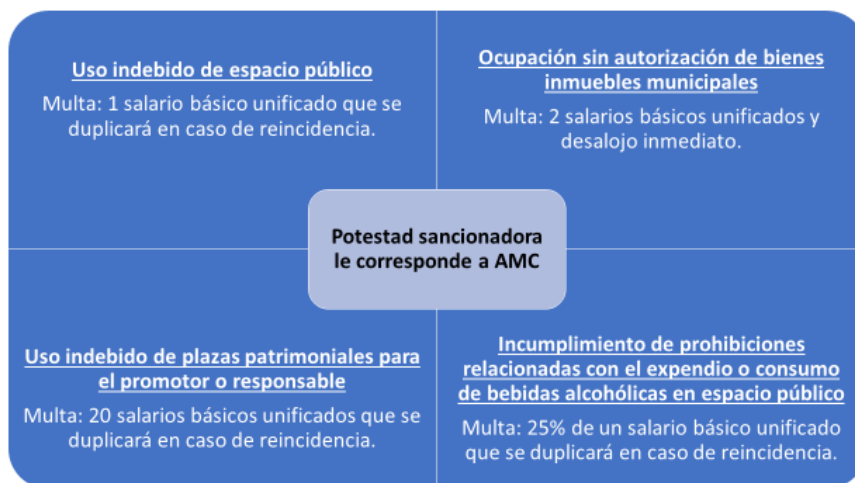 Uso indebido de espacio público
Multa: 1 salario básico unificado que se
duplicará en caso de reincidencia.
Ocupación sin autorización de bienes
inmuebles municipales
Multa: 2 salarios básicos unificados y
desalojo inmediato.
Potestad sancionadora
le corresponde a AMC
Uso indebido de plazas patrimoniales para
el promotor o responsable
Multa: 20 salarios básicos unificados que se
duplicará en caso de reincidencia.
Incumplimiento de prohibiciones
relacionadas con el expendio o consumo
de bebidas alcohólicas en espacio público
Multa: 25% de un salario básico unificado
que se duplicará en caso de reincidencia.